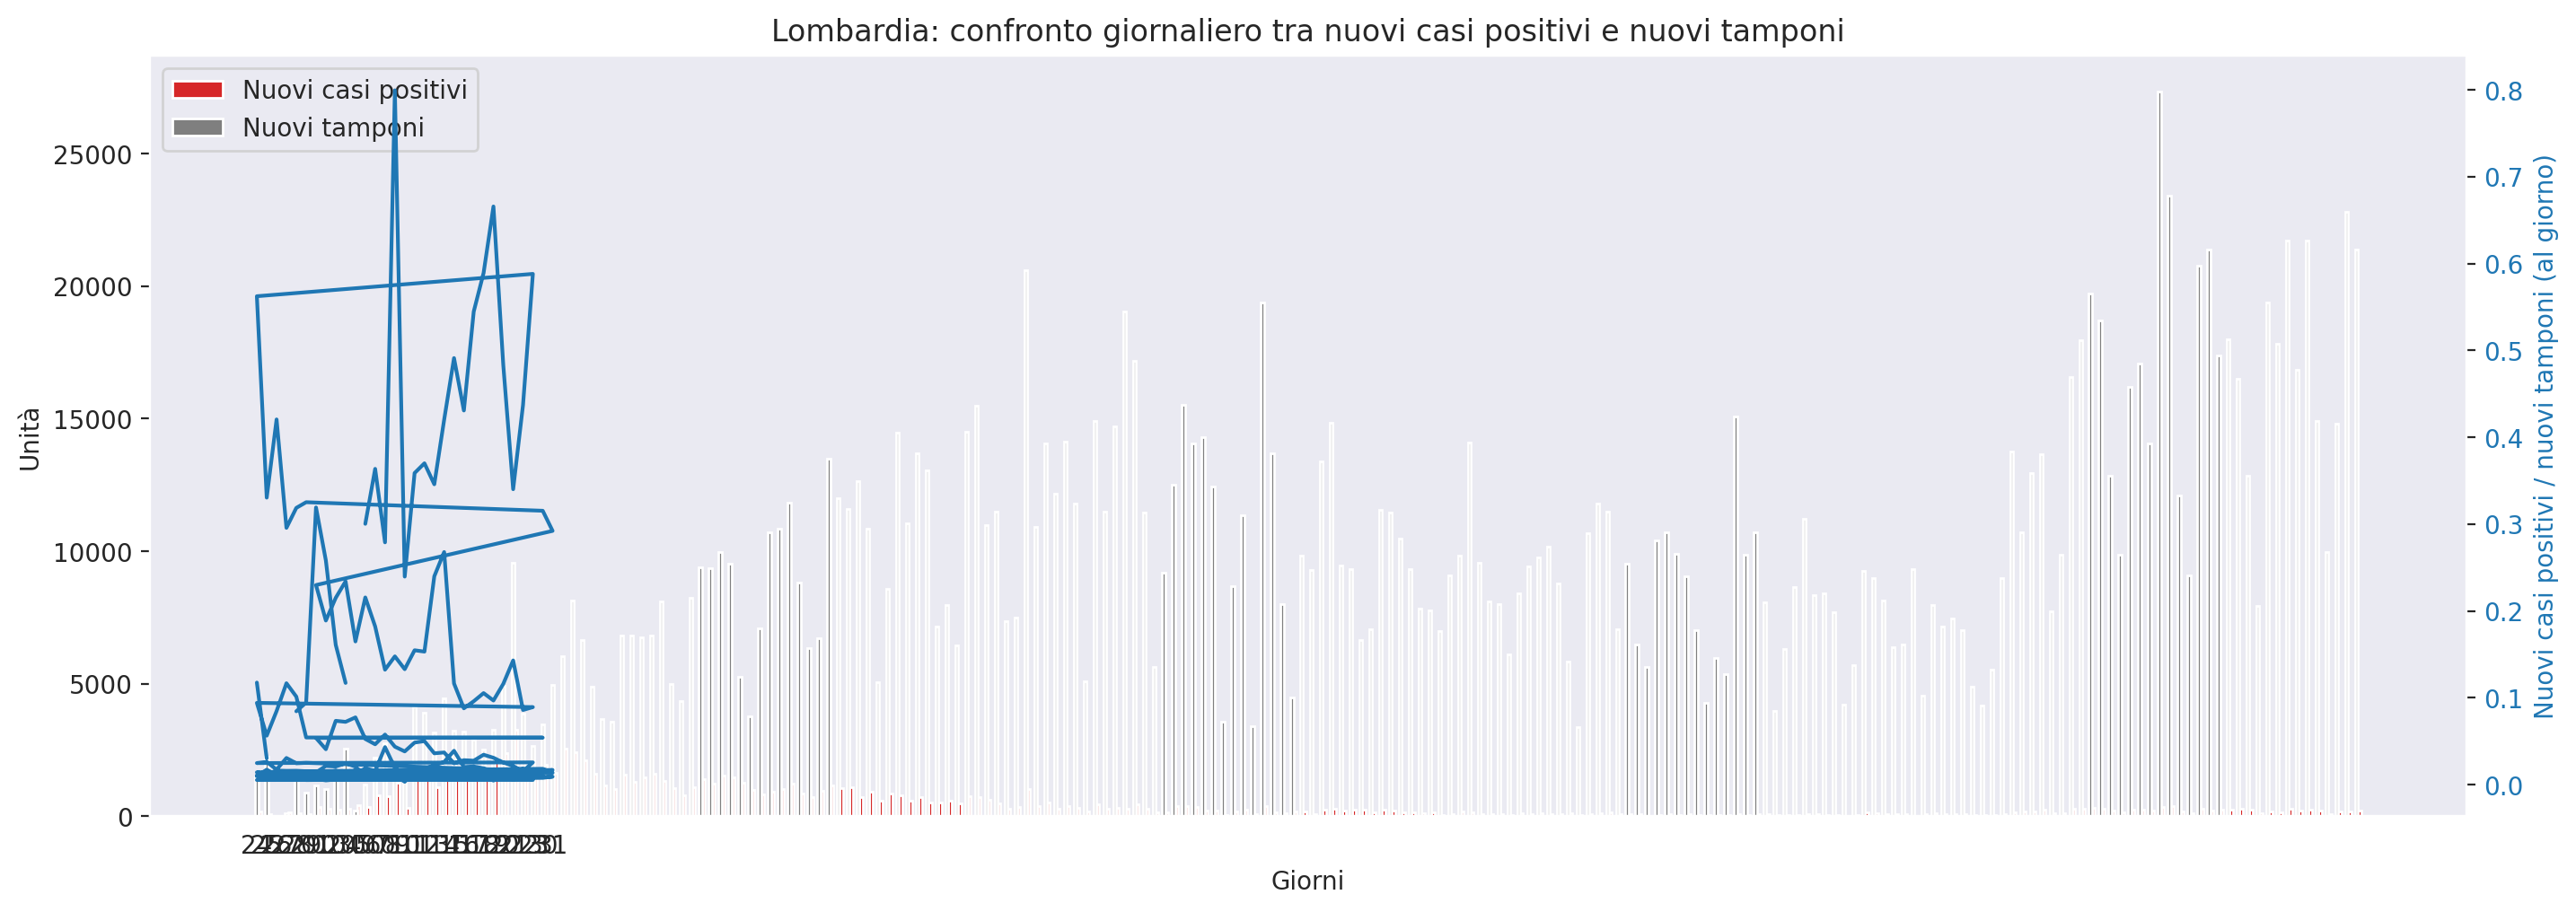 Lombardia: confronto giornaliero tra nuovi casi positivi e nuovi tamponi
Nuovi casi positivi
Nuovi tamponi
25000
20000
15000
10000
5000
0
Unità
0.8
0.7
0.6
0.5
0.4
0.3
0.2
0.1
0.0
Nuovi casi positivi / nuovi tamponi (al giorno)
Giorni